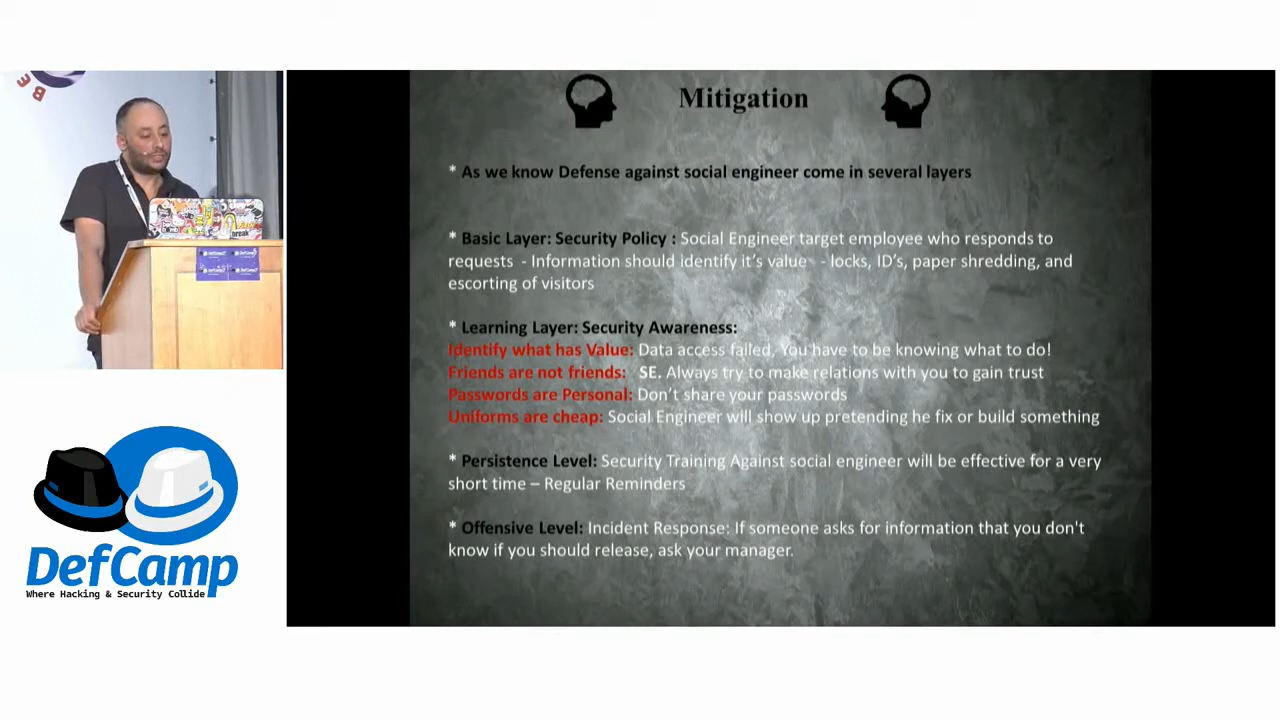 BE
Mitigation
* As we know Defense against social engineer come in several layers
* Basic Layer: Security Policy : Social Engineer target employee who responds to
requests - Information should identify it's value - locks, ID's, paper shredding, and
escorting of visitors
* Learning Layer: Security Awareness:
Identify what has Value: Data access failed, You have to be knowing what to do!
Friends are not friends: SE. Always try to make relations with you to gain trust
Passwords are Personal: Don't share your passwords
Uniforms are cheap: Social Engineer will show up pretending he fix or build something
* Persistence Level: Security Training Against social engineer will be effective for a very
short time – Regular Reminders
* Offensive Level: Incident Response: If someone asks for information that you don't
know if you should release, ask your manager.
DefCamp
Where Hacking & Security Collide